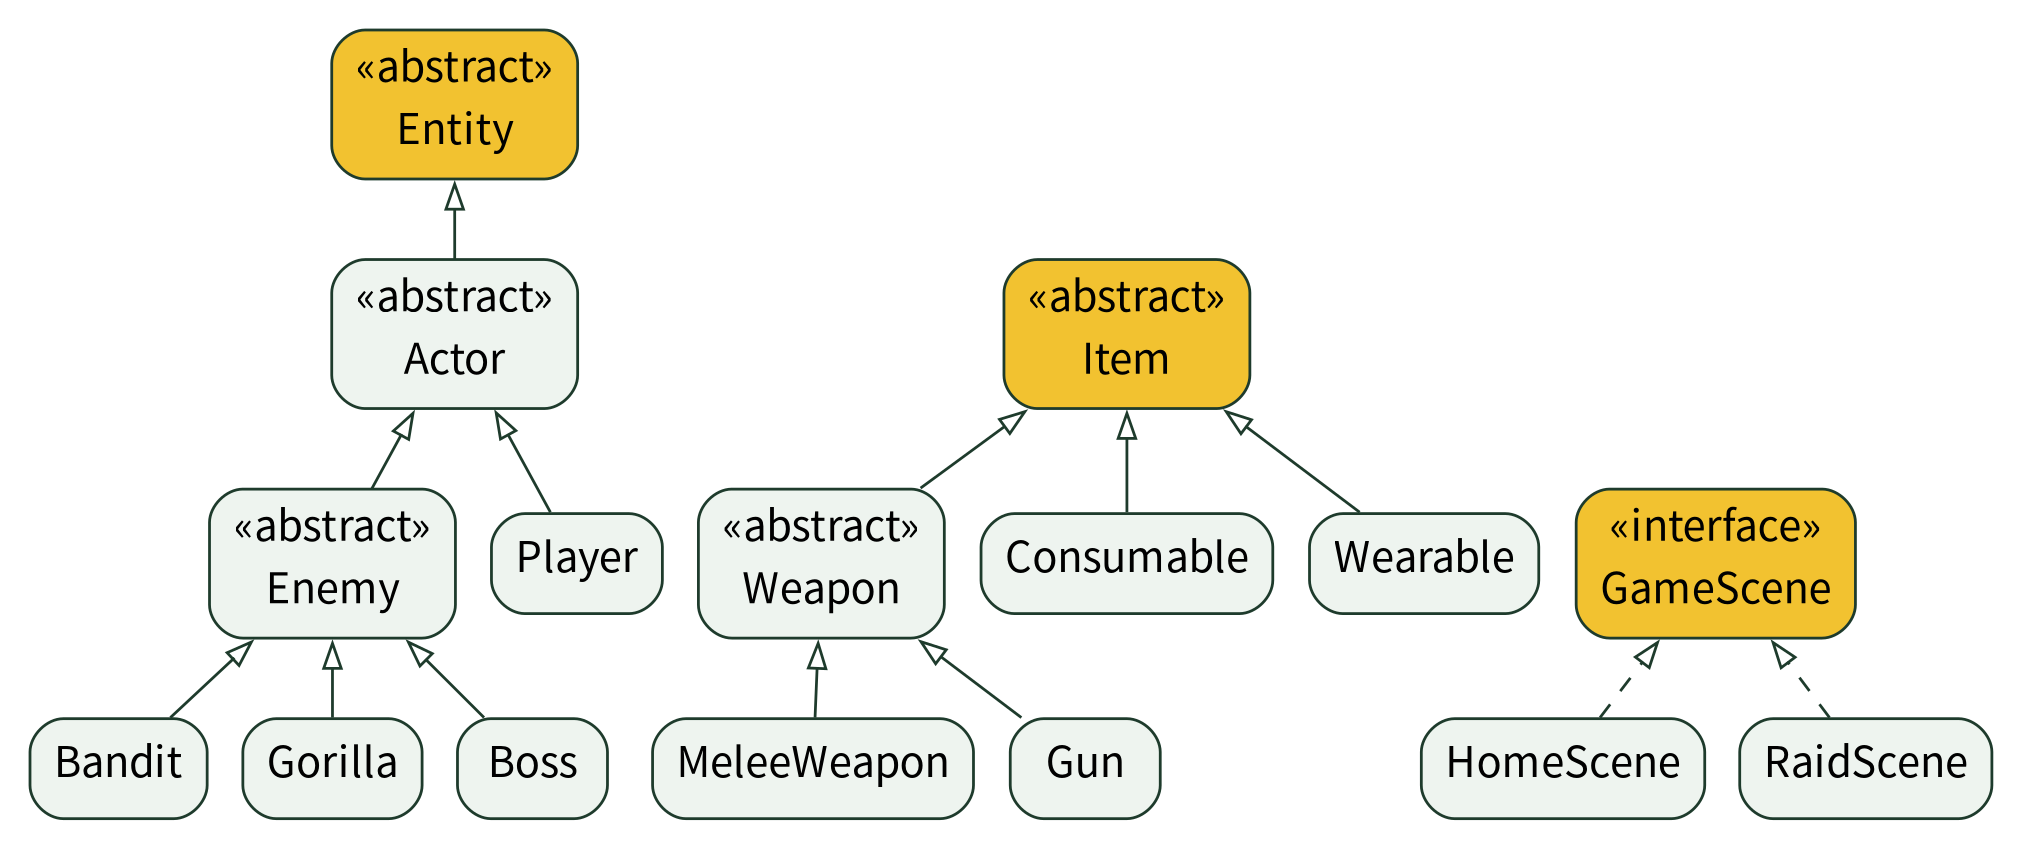 «abstract»
Entity
«abstract»
Actor
«abstract»
Item
«abstract»
Enemy
Player
«abstract»
Weapon
Consumable
Wearable
«interface»
GameScene
Bandit
Gorilla
Boss
MeleeWeapon
Gun
HomeScene
RaidScene